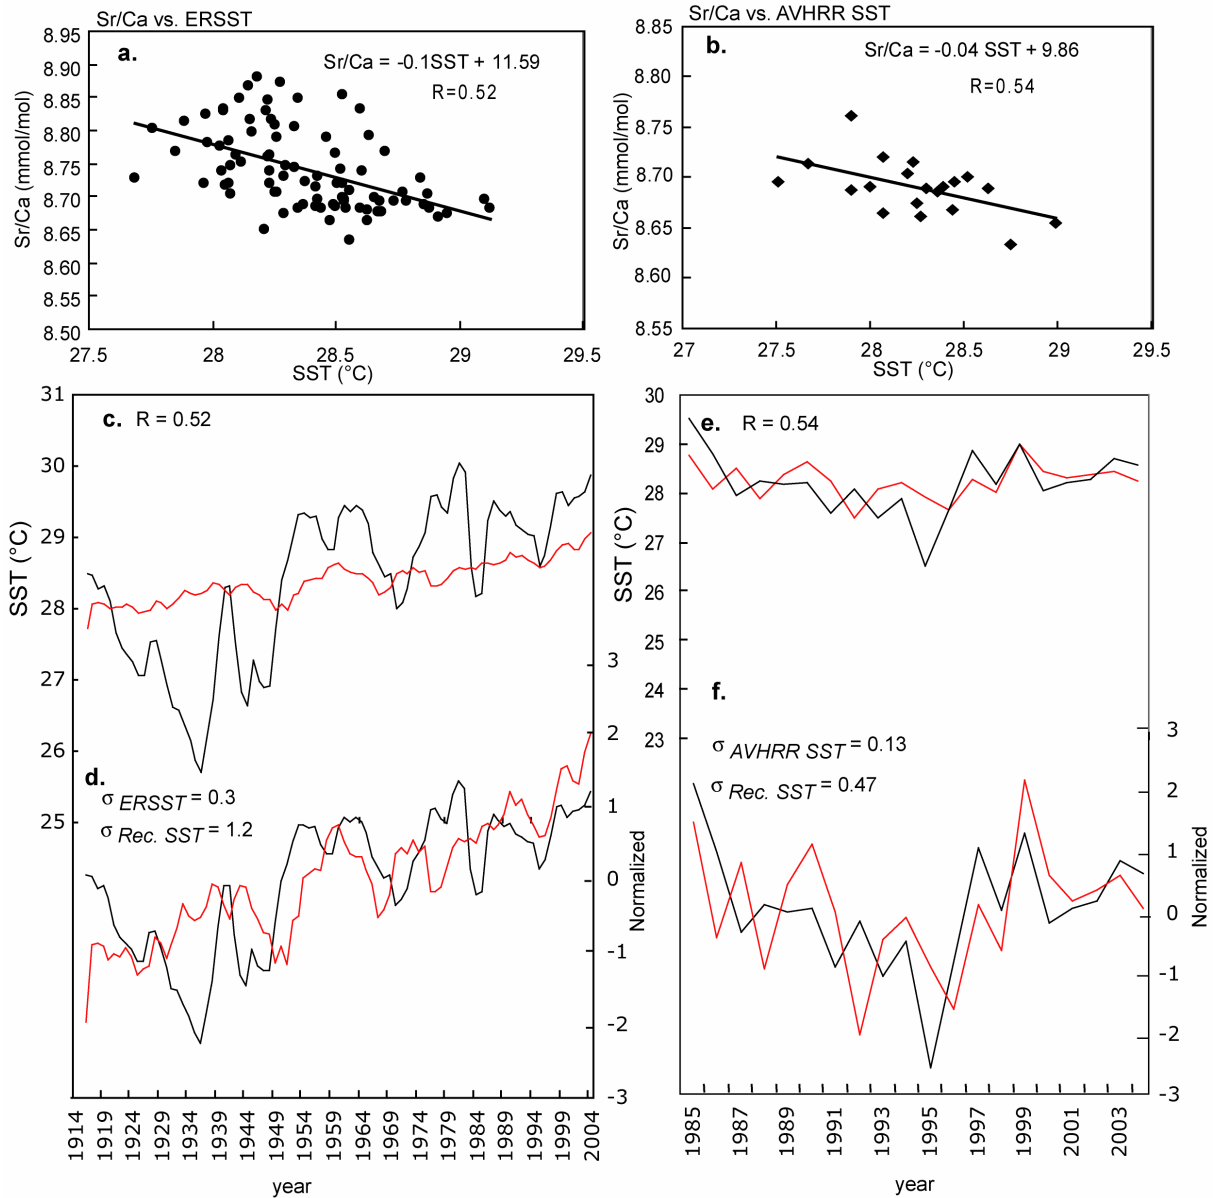 Sr/Ca vs. ERSST
a.
Sr/Ca = -0.1SST + 11.59
R=0.52
Sr/Ca (mmol/mol)
8.95
8.90
8.85
8.80
8.75
8.70
8.65
8.60
8.55
8.50
27.5 28 28.5 29 29.5
SST (°C)
Sr/Ca vs. AVHRR SST
b.
Sr/Ca = -0.04 SST + 9.86
R=0.54
Sr/Ca (mmol/mol)
8.85
8.80
8.75
8.70
8.65
8.60
8.55
27 27.5 28 28.5 29 29.5
SST (°C)
c. R = 0.52
SST (°C)
31
30
29
28
27
26
25
d.
σ ERSST = 0.3
σ Rec. SST = 1.2
3
2
1
0
-1
-2
-3
Normalized
1914 1919 1924 1929 1934 1939 1944 1949 1954 1959 1964 1969 1974 1979 1984 1989 1994 1999 2004
year
e. R = 0.54
SST (°C)
30
29
28
27
26
25
24
23
f.
σ AVHRR SST = 0.13
σ Rec. SST = 0.47
3
2
1
0
-1
-2
-3
Normalized
1985 1987 1989 1991 1993 1995 1997 1999 2001 2003
year